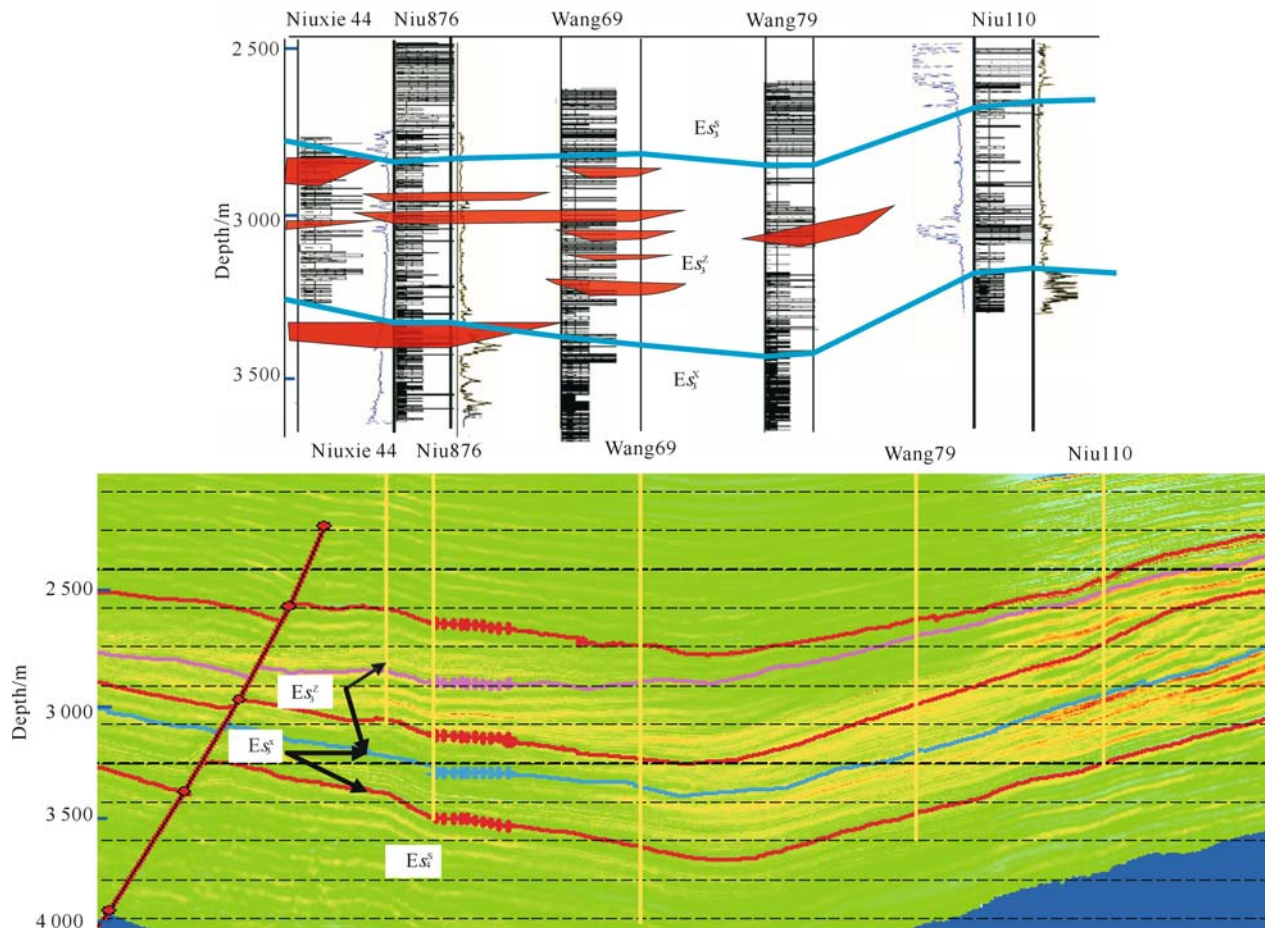 Niuxie 44 Niu876 Wang69 Wang79 Niu110
2 500
Es₃ˢ
Depth/m
3 000
Es₃ᶻ
3 500
Es₃ˣ
Niuxie 44 Niu876 Wang69 Wang79 Niu110
2 500
Depth/m
Es₃ᶻ
3 000
Es₃ˣ
3 500
Es₄ˢ
4 000